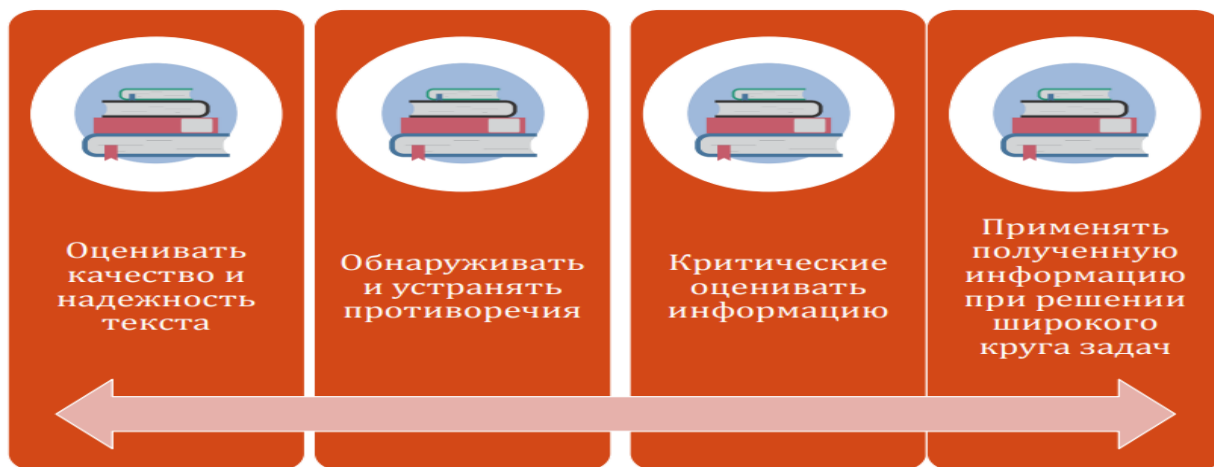 Оценивать
качество и
надежность
текста
Обнаруживать
и устранять
противоречия
Критические
оценивать
информацию
Применять
полученную
информацию
при решении
широкого
круга задач